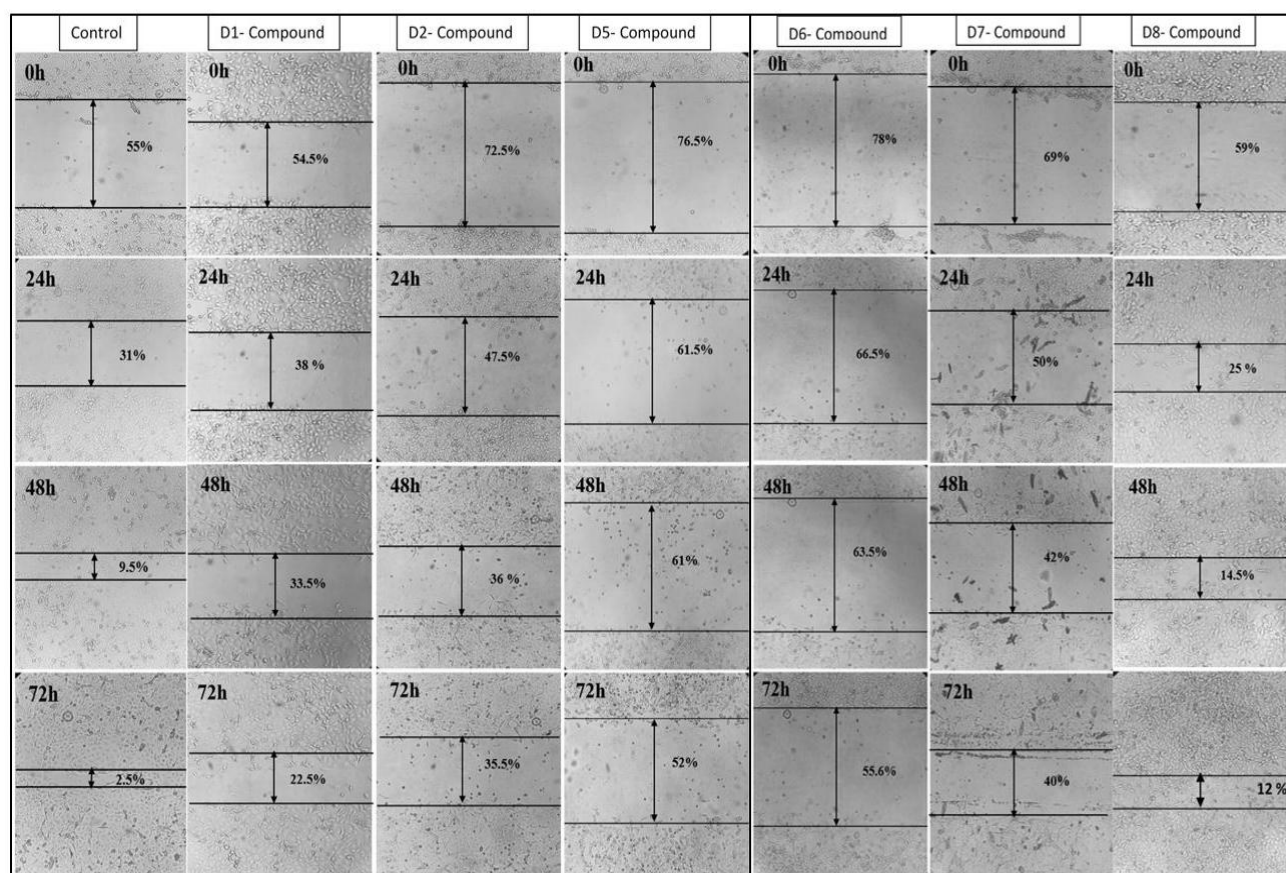 Control
D1- Compound
D2- Compound
D5- Compound
D6- Compound
D7- Compound
D8- Compound
0h
0h
0h
0h
0h
0h
0h
55%
54.5%
72.5%
76.5%
78%
69%
59%
24h
24h
24h
24h
24h
24h
24h
31%
38 %
47.5%
61.5%
66.5%
50%
25 %
48h
48h
48h
48h
48h
48h
48h
9.5%
33.5%
36 %
61%
63.5%
42%
14.5%
72h
72h
72h
72h
72h
72h
72h
2.5%
22.5%
35.5%
52%
55.6%
40%
12 %